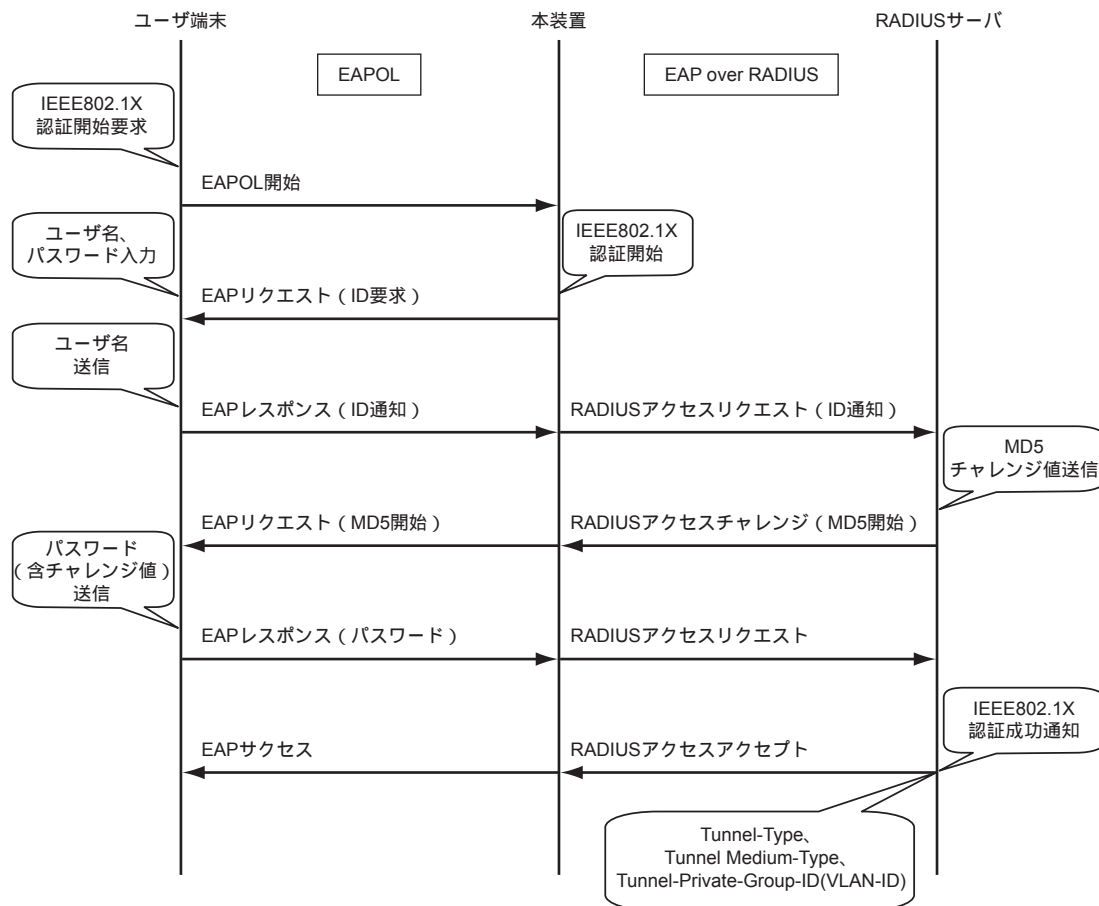 ユーザ端末
本装置
RADIUSサーバ
EAPOL
EAP over RADIUS
IEEE802.1X
認証開始要求
EAPOL開始
ユーザ名、
パスワード入力
IEEE802.1X
認証開始
EAPリクエスト(ID要求)
ユーザ名
送信
EAPレスポンス(ID通知)
RADIUSアクセスリクエスト(ID通知)
MD5
チャレンジ値送信
EAPリクエスト(MD5開始)
RADIUSアクセスチャレンジ(MD5開始)
パスワード
(含チャレンジ値)
送信
EAPレスポンス(パスワード)
RADIUSアクセスリクエスト
IEEE802.1X
認証成功通知
EAPサクセス
RADIUSアクセスアクセプト
Tunnel-Type、
Tunnel Medium-Type、
Tunnel-Private-Group-ID(VLAN-ID)